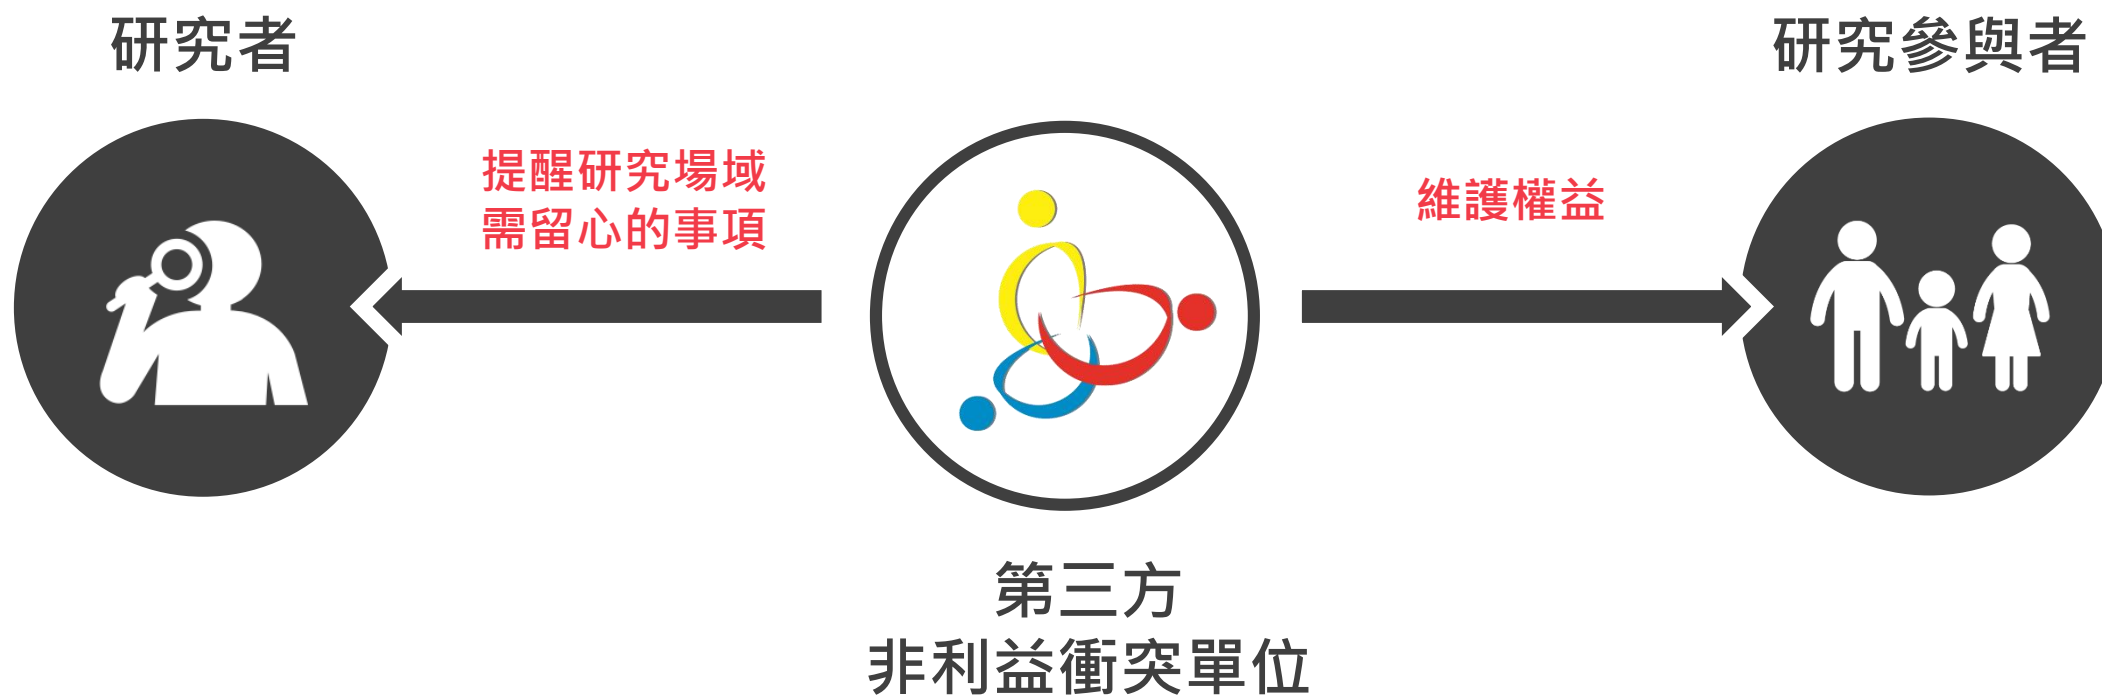 研究者
研究參與者
提醒研究場域
需留心的事項
維護權益
第三方
非利益衝突單位